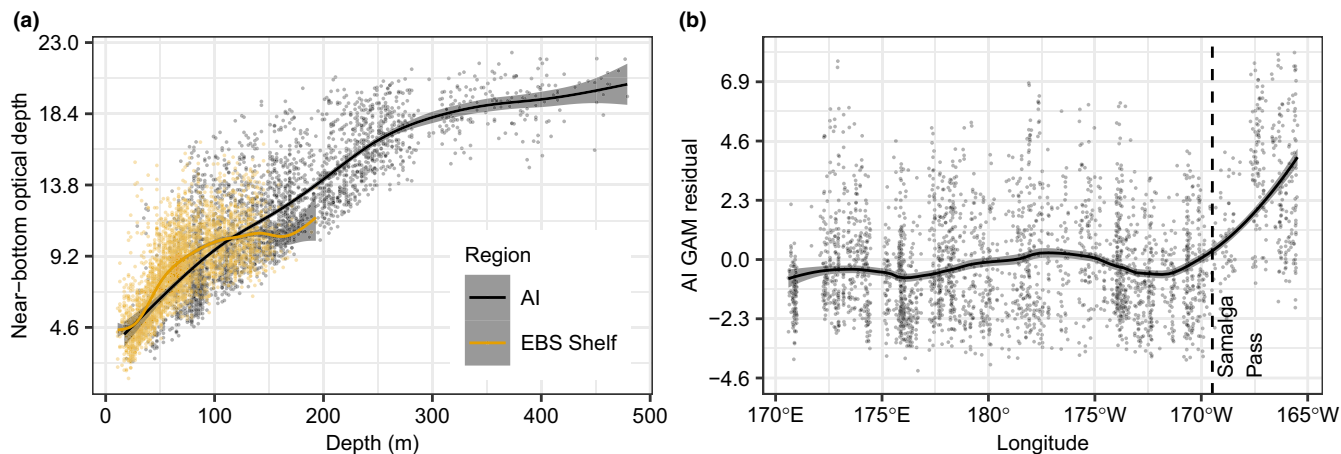 (a)
Near−bottom optical depth
23.0
18.4
13.8
9.2
4.6
0
100
200
300
400
500
Depth (m)
Region
AI
EBS Shelf
(b)
AI GAM residual
6.9
4.6
2.3
0.0
−2.3
−4.6
170°E
175°E
180°
175°W
170°W
165°W
Longitude
Samalga
Pass